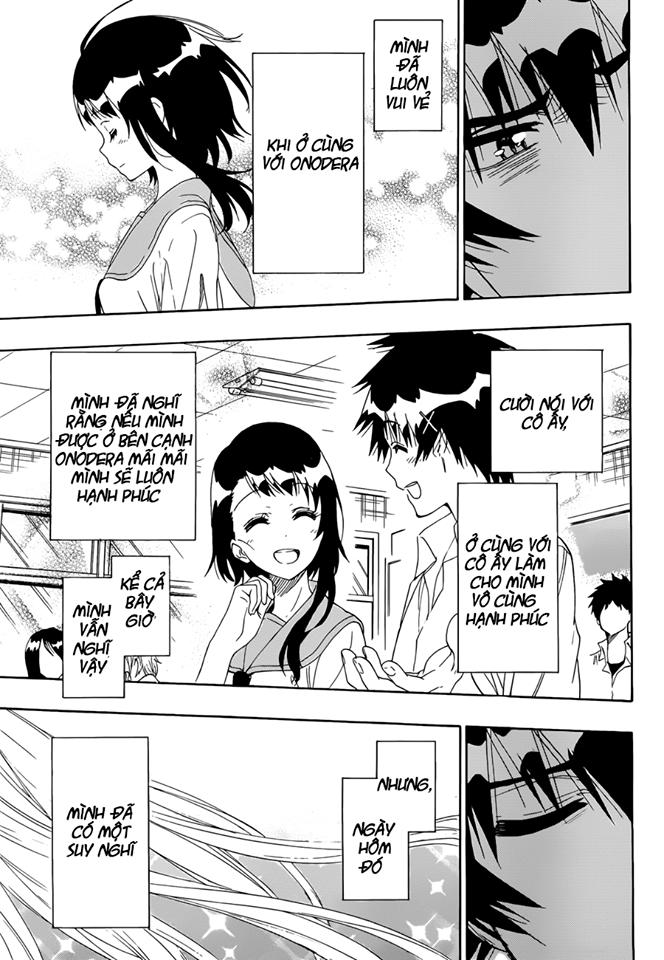 MÌNH
ĐÃ
LUÔN
VUI VẺ
KHI Ở CÙNG
VỚI ONODERA
CƯỜI NÓI VỚI
CÔ ẤY,
Ở CÙNG VỚI
CÔ ẤY LÀM
CHO MÌNH
VÔ CÙNG
HẠNH PHÚC
MÌNH ĐÃ NGHĨ
RẰNG NẾU MÌNH
ĐƯỢC Ở BÊN CẠNH
ONODERA MÃI MÃI
MÌNH SẼ LUÔN
HẠNH PHÚC
KỂ CẢ
BÂY
GIỜ
MÌNH
VẪN
NGHĨ
VẬY
NHƯNG,
NGÀY
HÔM
ĐÓ
MÌNH ĐÃ
CÓ MỘT
SUY NGHĨ